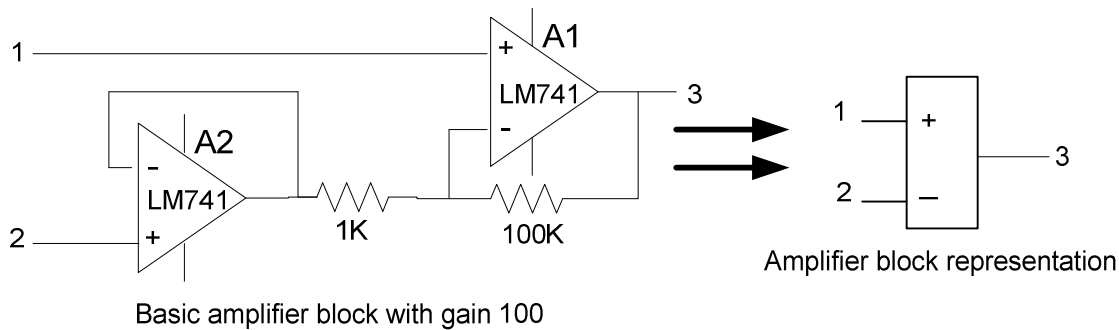 A1
1
+
LM741
3
-
A2
-
LM741
+
2
1K
100K
1
+
3
2
–
Amplifier block representation
Basic amplifier block with gain 100